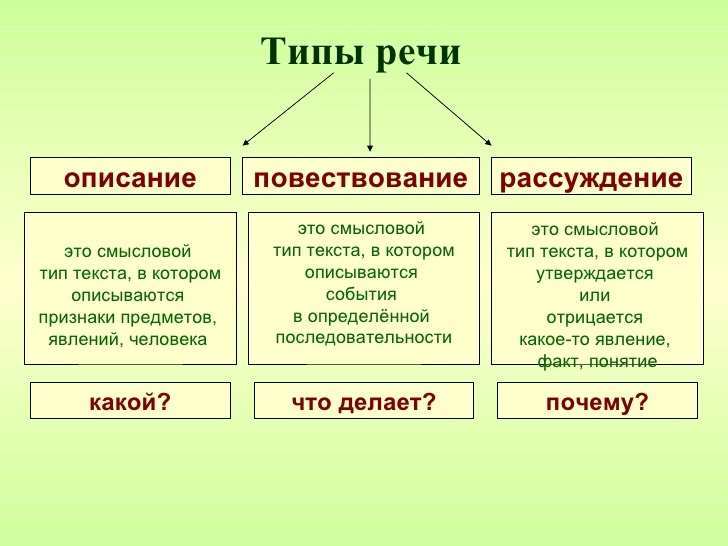 Типы речи
описание
повествование
рассуждение
это смысловой
тип текста, в котором
описываются
признаки предметов,
явлений, человека
это смысловой
тип текста, в котором
описываются
события
в определённой
последовательности
это смысловой
тип текста, в котором
утверждается
или
отрицается
какое-то явление,
факт, понятие
какой?
что делает?
почему?